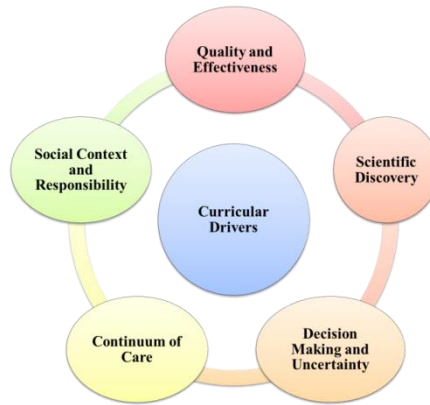 Quality and
Effectiveness
Scientific
Discovery
Decision
Making and
Uncertainty
Continuum of
Care
Social Context
and
Responsibility
Curricular
Drivers